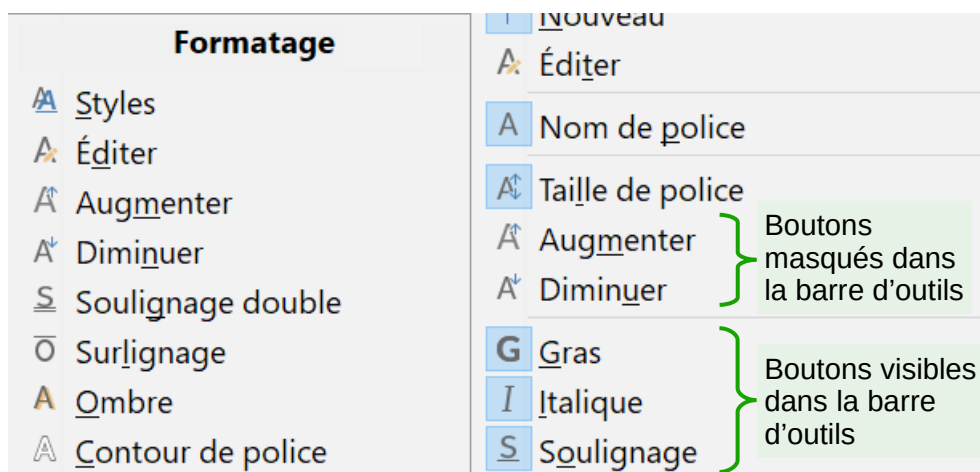 Formatage
Styles
Éditer
Augmenter
Diminuer
Soulignage double
Surlignage
Ombre
Contour de police
Nouveau
Éditer
Nom de police
Taille de police
Augmenter
Diminuer
Boutons
masqués dans
la barre d’outils
G Gras
I Italique
S Soulignage
Boutons visibles
dans la barre
d’outils